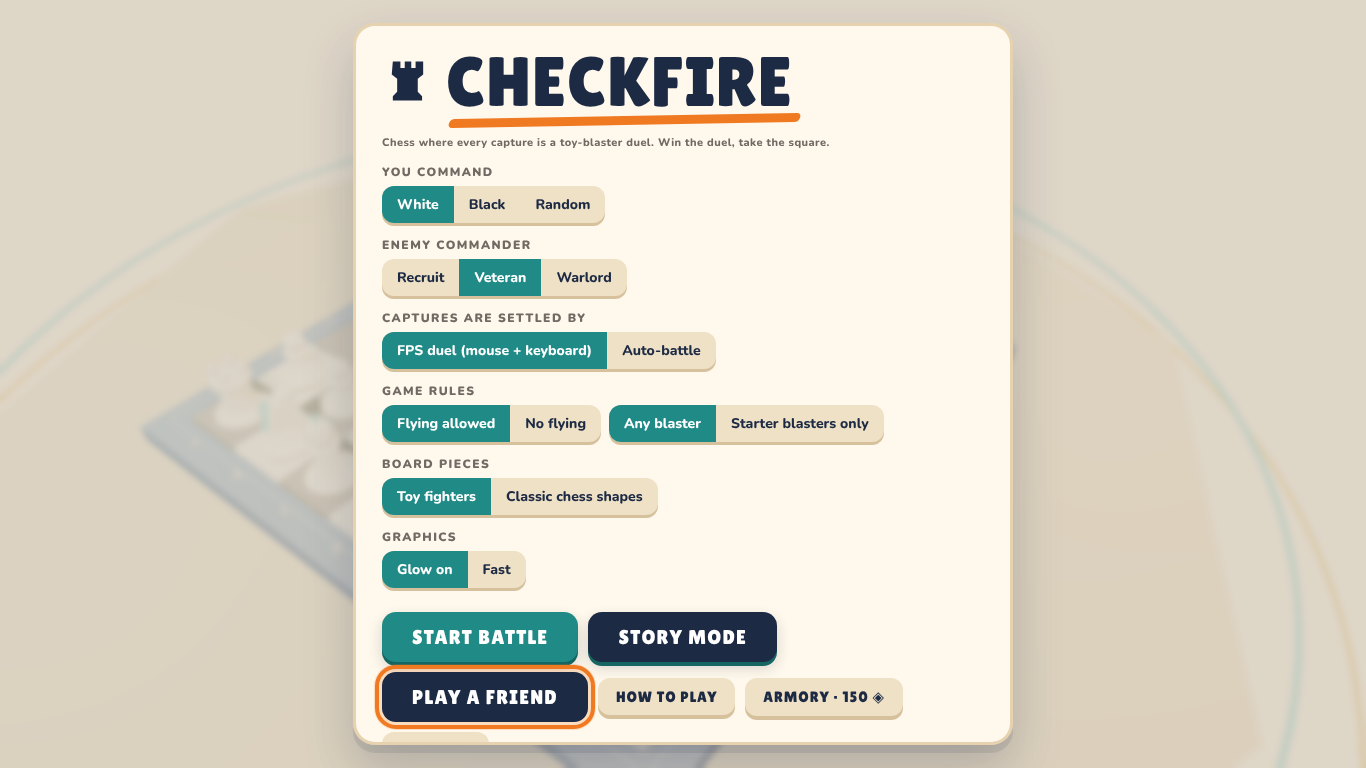 CHECKFIRE
Chess where every capture is a toy-blaster duel. Win the duel, take the square.
YOU COMMAND
White Black Random
ENEMY COMMANDER
Recruit Veteran Warlord
CAPTURES ARE SETTLED BY
FPS duel (mouse + keyboard) Auto-battle
GAME RULES
Flying allowed No flying Any blaster Starter blasters only
BOARD PIECES
Toy fighters Classic chess shapes
GRAPHICS
Glow on Fast
START BATTLE STORY MODE
PLAY A FRIEND HOW TO PLAY ARMORY · 150 ◈